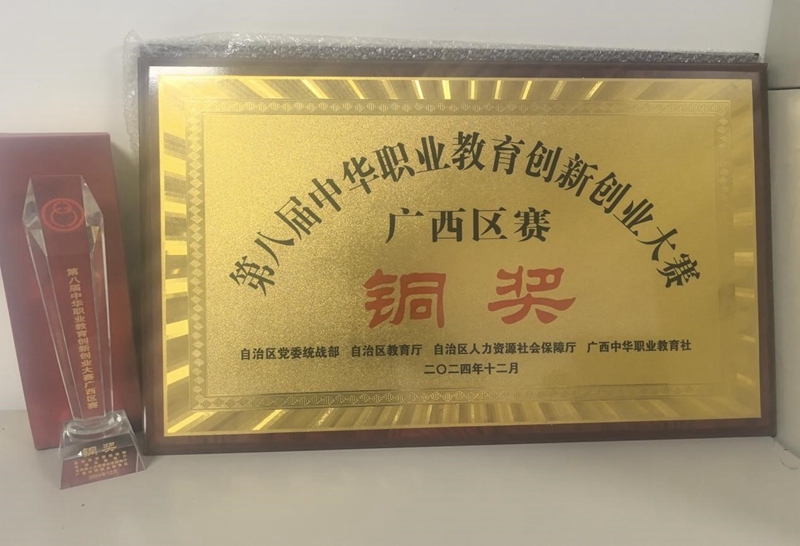 第八届中华职业教育创新创业大赛
广西区赛
铜奖
自治区党委统战部 自治区教育厅 自治区人力资源社会保障厅 广西中华职业教育社
二〇二四年十二月
第八届中华职业教育创新创业大赛广西区赛
铜奖